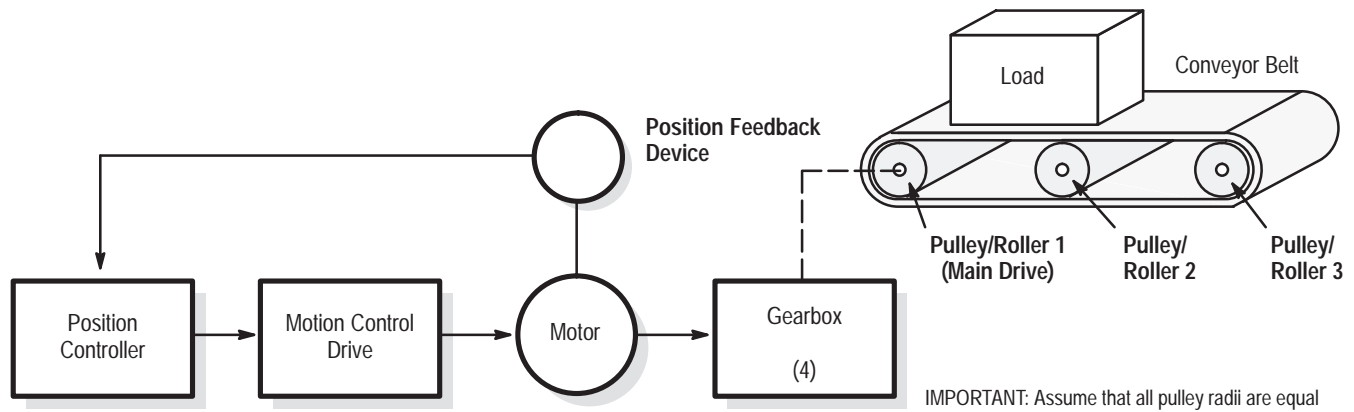 Load
Conveyor Belt
Position Feedback
Device
Pulley/Roller 1
(Main Drive)
Pulley/
Roller 2
Pulley/
Roller 3
Position
Controller
Motion Control
Drive
Motor
Gearbox
(4)
IMPORTANT: Assume that all pulley radii are equal